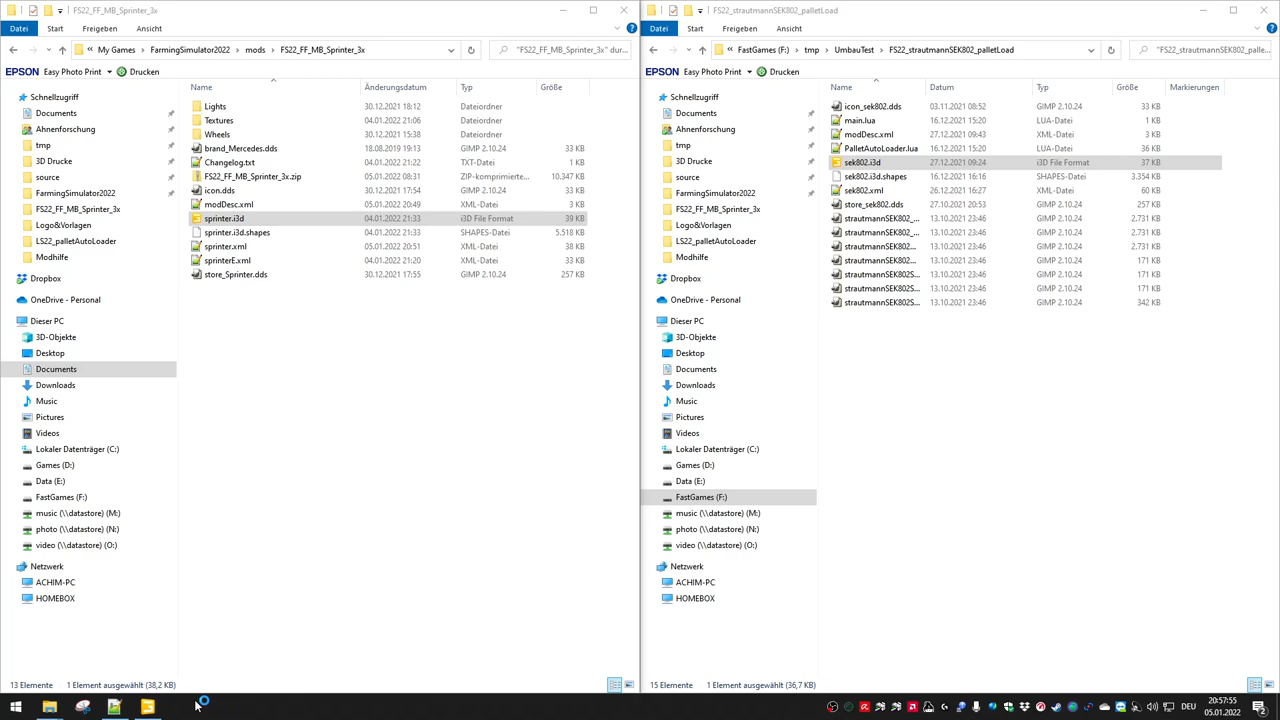 FS22_FF_MB_Sprinter_3x
Datei Start Freigeben Ansicht
My Games FarmingSimulator2022 mods FS22_FF_MB_Sprinter_3x
"FS22_FF_MB_Sprinter_3x" dur...
EPSON Easy Photo Print Drucken
Schnellzugriff
Documents
Ahnenforschung
tmp
3D Drucke
source
FarmingSimulator2022
FS22_FF_MB_Sprinter_3x
Logo&Vorlagen
LS22_palletAutoLoader
Modhilfe
Dropbox
OneDrive - Personal
Dieser PC
3D-Objekte
Desktop
Documents
Downloads
Music
Pictures
Videos
Lokaler Datenträger (C:)
Games (D:)
Data (E:)
FastGames (F:)
music (\\datastore) (M:)
photo (\\datastore) (N:)
video (\\datastore) (O:)
Netzwerk
ACHIM-PC
HOMEBOX
Name Änderungsdatum Typ Größe
Lights 30.12.2021 18:12 Dateiordner
Textures 04.01.2022 21:06 Dateiordner
Wheels 30.12.2021 15:38 Dateiordner
brand_Mercedes.dds 18.08.2019 19:13 GIMP 2.10.24 33 KB
Changelog.txt 04.01.2022 21:22 TXT-Datei 1 KB
FS22_FF_MB_Sprinter_3x.zip 05.01.2022 08:31 ZIP-komprimierte... 10.347 KB
icon.dds 30.12.2021 17:54 GIMP 2.10.24 33 KB
modDesc.xml 05.01.2022 20:49 XML-Datei 3 KB
sprinter.i3d 04.01.2022 21:33 i3D File Format 39 KB
sprinter.i3d.shapes 04.01.2022 21:33 SHAPES-Datei 5.518 KB
sprinter.xml 05.01.2022 20:51 XML-Datei 38 KB
sprinterE.xml 04.01.2022 21:20 XML-Datei 33 KB
store_Sprinter.dds 30.12.2021 17:55 GIMP 2.10.24 257 KB
13 Elemente 1 Element ausgewählt (38,2 KB)
FS22_strautmannSEK802_palletLoad
Datei Start Freigeben Ansicht
FastGames (F:) tmp UmbauTest FS22_strautmannSEK802_palletLoad
"FS22_strautmannSEK802_palle...
EPSON Easy Photo Print Drucken
Schnellzugriff
Documents
Ahnenforschung
tmp
3D Drucke
source
FarmingSimulator2022
FS22_FF_MB_Sprinter_3x
Logo&Vorlagen
LS22_palletAutoLoader
Modhilfe
Dropbox
OneDrive - Personal
Dieser PC
3D-Objekte
Desktop
Documents
Downloads
Music
Pictures
Videos
Lokaler Datenträger (C:)
Games (D:)
Data (E:)
FastGames (F:)
music (\\datastore) (M:)
photo (\\datastore) (N:)
video (\\datastore) (O:)
Netzwerk
ACHIM-PC
HOMEBOX
Name Datum Typ Größe Markierungen
icon_sek802.dds 03.11.2021 08:52 GIMP 2.10.24 33 KB
main.lua 16.12.2021 15:20 LUA-Datei 1 KB
modDesc.xml 27.12.2021 09:43 XML-Datei 3 KB
PalletAutoLoader.lua 16.12.2021 15:20 LUA-Datei 36 KB
sek802.i3d 27.12.2021 09:24 i3D File Format 37 KB
sek802.i3d.shapes 16.12.2021 16:16 SHAPES-Datei 3.354 KB
sek802.xml 26.12.2021 16:27 XML-Datei 60 KB
store_sek802.dds 27.10.2021 20:53 GIMP 2.10.24 257 KB
strautmannSEK802_... 13.10.2021 23:46 GIMP 2.10.24 2.731 KB
strautmannSEK802_... 13.10.2021 23:46 GIMP 2.10.24 2.731 KB
strautmannSEK802... 13.10.2021 23:46 GIMP 2.10.24 2.731 KB
strautmannSEK802... 13.10.2021 23:46 GIMP 2.10.24 171 KB
strautmannSEK802S... 13.10.2021 23:46 GIMP 2.10.24 171 KB
strautmannSEK802S... 13.10.2021 23:46 GIMP 2.10.24 171 KB
strautmannSEK802S... 13.10.2021 23:46 GIMP 2.10.24 342 KB
15 Elemente 1 Element ausgewählt (36,7 KB)
DEU
20:57:55
05.01.2022